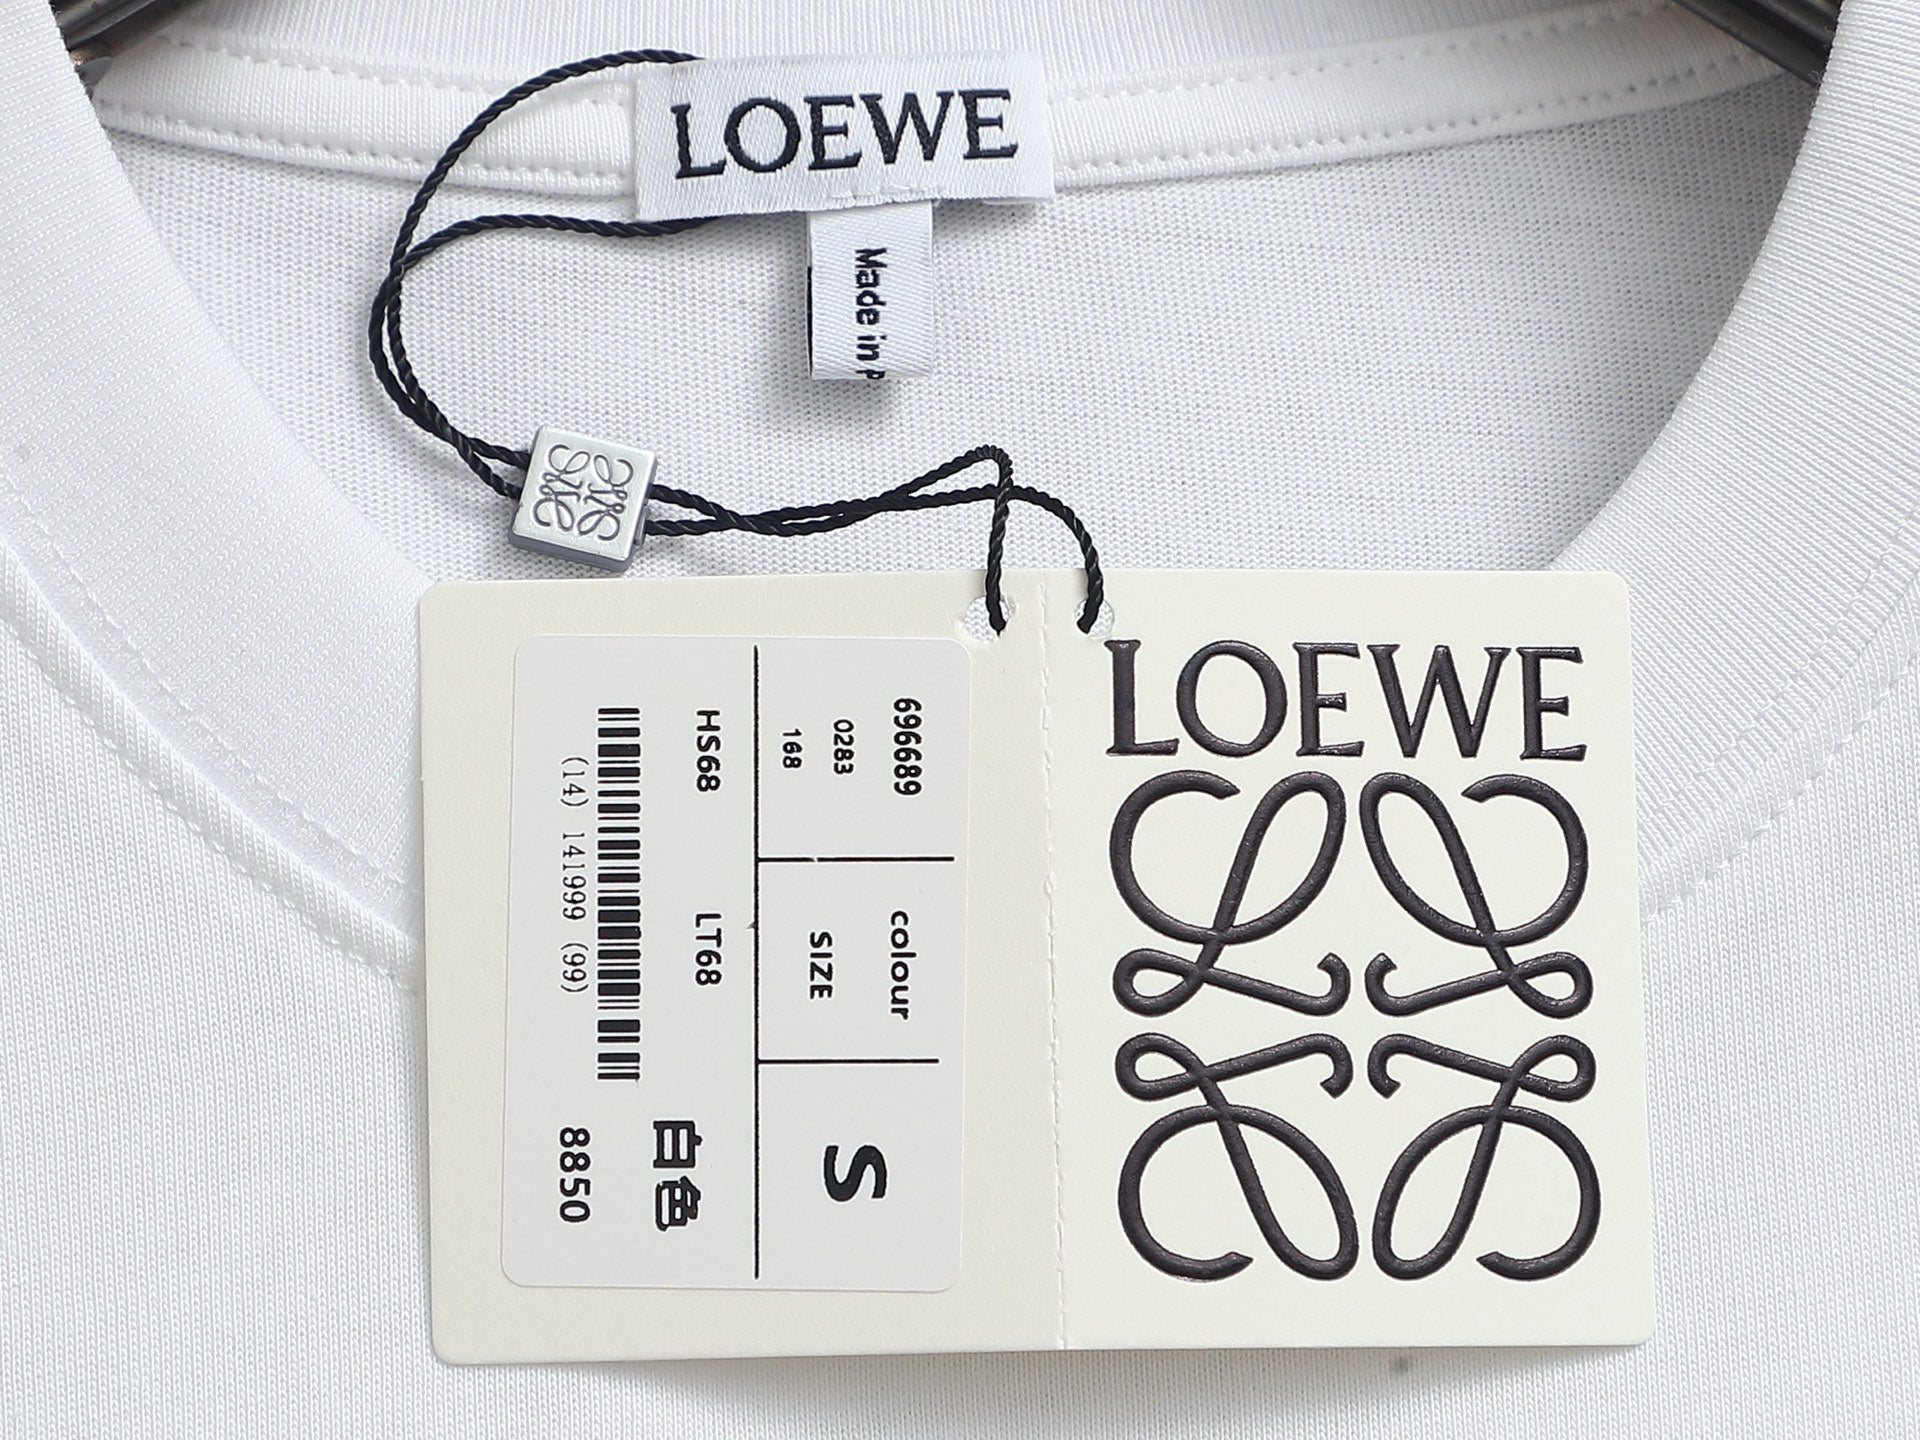 LOEWE
Made in P
LOEWE
696689
0283
168
colour
SIZE
S
HS68
LT68
白色
(14) 141999 (99)
8850